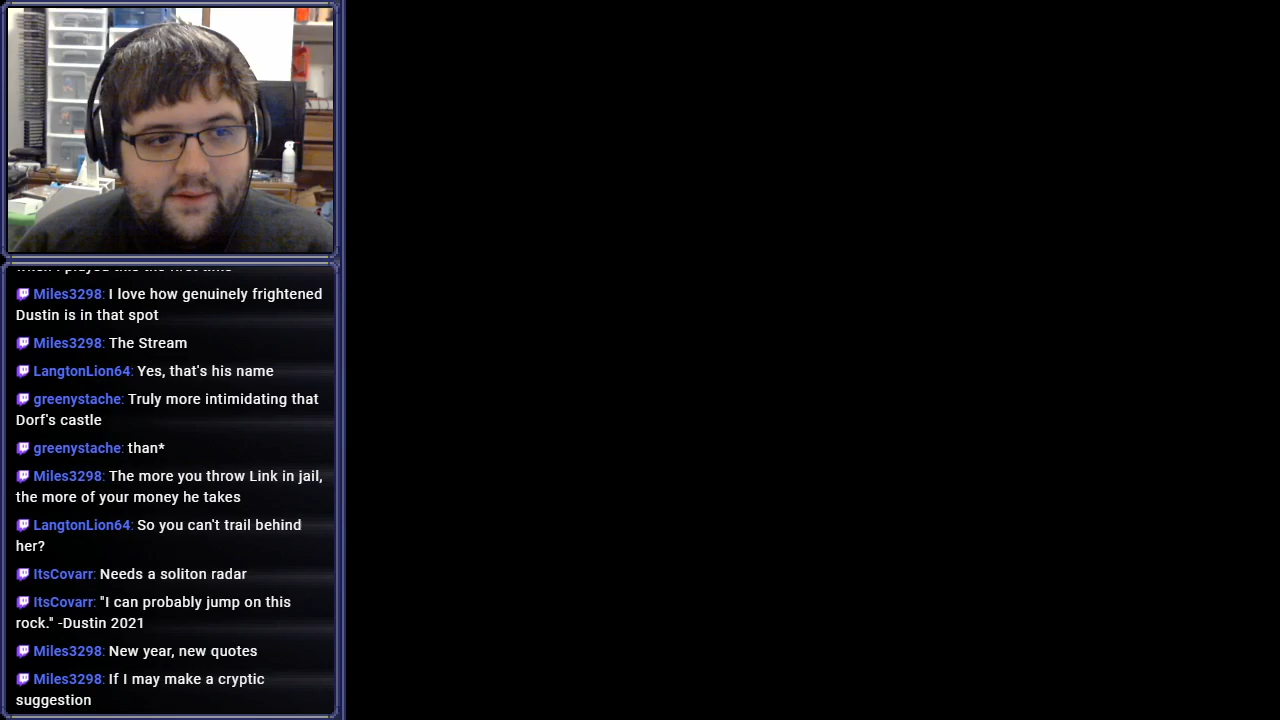 Miles3298: I love how genuinely frightened
Dustin is in that spot
Miles3298: The Stream
LangtonLion64: Yes, that's his name
greenystache: Truly more intimidating that
Dorf's castle
greenystache: than*
Miles3298: The more you throw Link in jail,
the more of your money he takes
LangtonLion64: So you can't trail behind
her?
ItsCovarr: Needs a soliton radar
ItsCovarr: "I can probably jump on this
rock." -Dustin 2021
Miles3298: New year, new quotes
Miles3298: If I may make a cryptic
suggestion